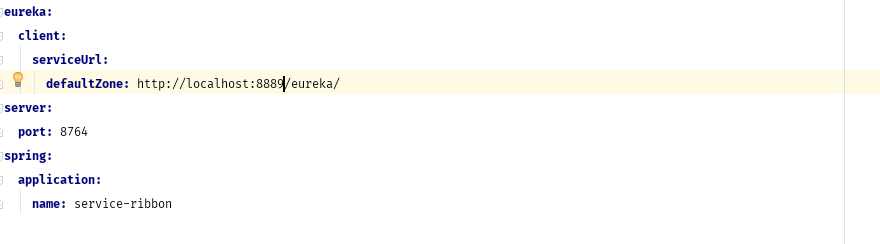 eureka:
  client:
    serviceUrl:
      defaultZone: http://localhost:8889/eureka/
server:
  port: 8764
spring:
  application:
    name: service-ribbon